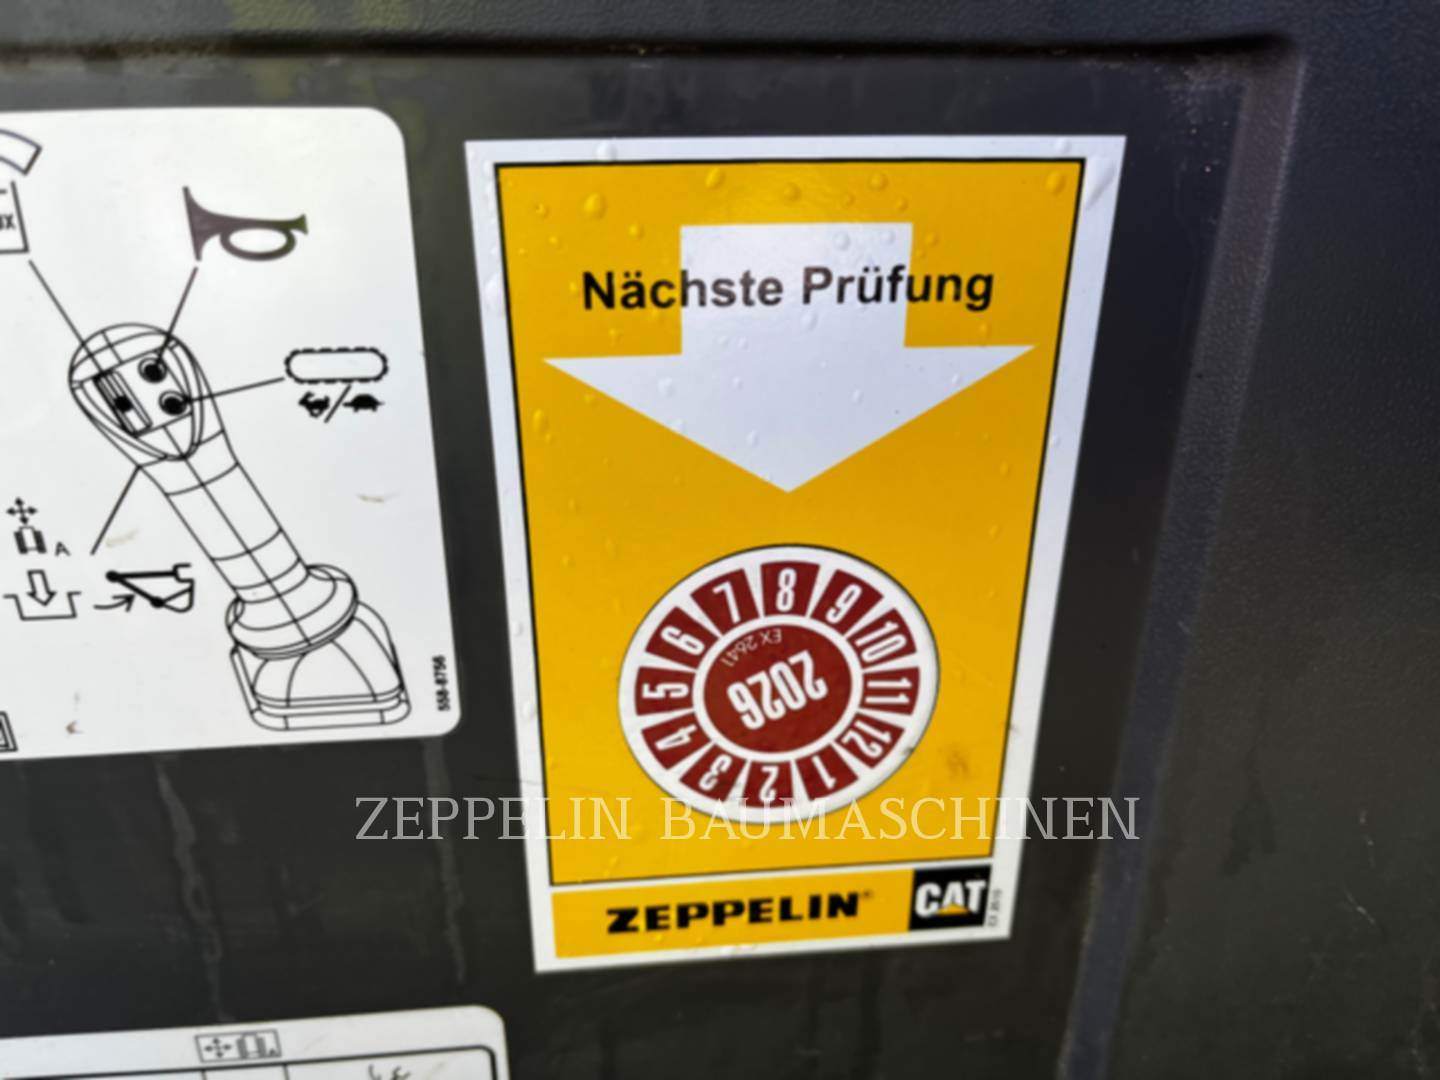 Nächste Prüfung
7 8 9 10 11 12 1 2 3 4 5 6
EX 2641
2026
ZEPPELIN BAUMASCHINEN
ZEPPELIN® CAT
A
558-8756